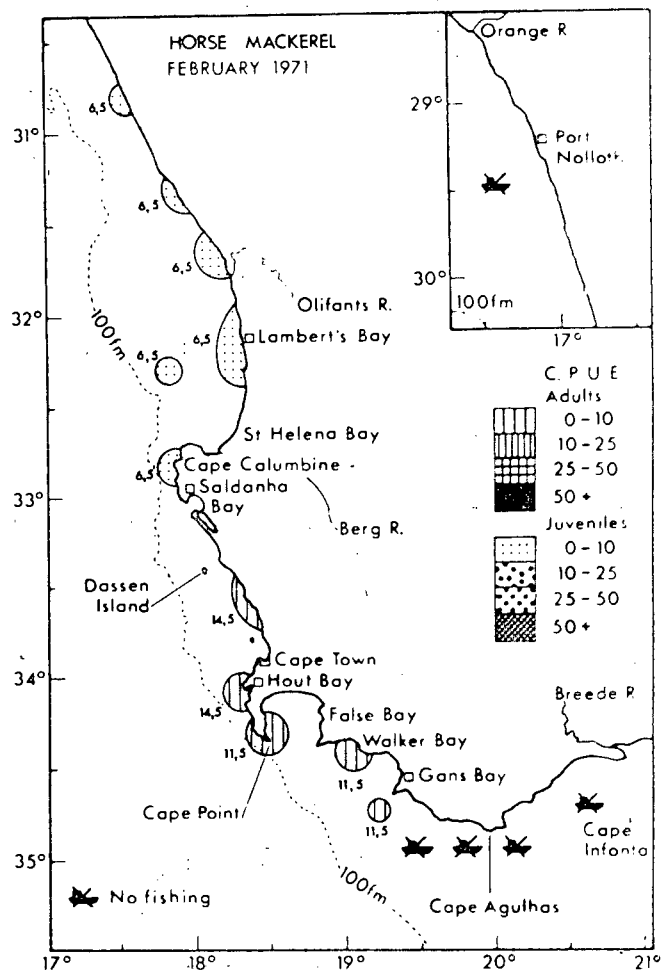 HORSE MACKEREL
FEBRUARY 1971
Orange R
29°
Port
Nolloth
30°
100fm
17°
6,5
31°
6,5
6,5
Olifants R.
32°
100fm
6,5
Lambert's Bay
6,5
C. P U E
Adults
0-10
10-25
25-50
50+
St Helena Bay
6,5
Cape Calumbine -
Saldanha
Bay
33°
Berg R.
Juveniles
0-10
10-25
25-50
50+
Dassen
Island
14,5
Cape Town
Hout Bay
34°
14,5
False Bay
Breede R.
11,5
Walker Bay
11,5
Gans Bay
Cape Point
11,5
Cape
Infonta
35°
100fm
No fishing
Cape Agulhas
17°
18°
19°
20°
21°